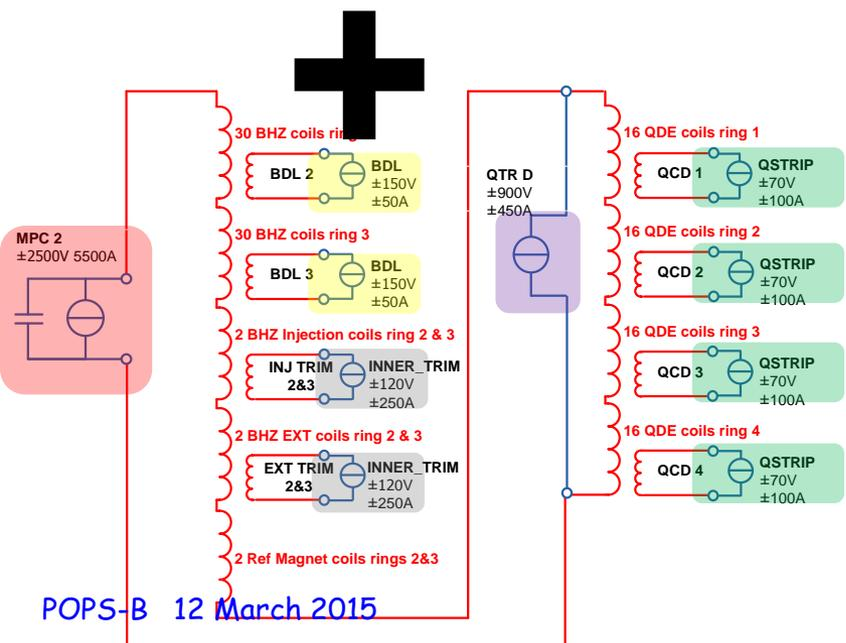 30 BHZ coils
BDL 2
BDL
±150V
±50A
30 BHZ coils ring 3
BDL 3
BDL
±150V
±50A
MPC 2
±2500V 5500A
2 BHZ Injection coils ring 2 & 3
INJ TRIM
2&3
INNER_TRIM
±120V
±250A
2 BHZ EXT coils ring 2 & 3
EXT TRIM
2&3
INNER_TRIM
±120V
±250A
2 Ref Magnet coils rings 2&3
QTR D
±900V
±450A
16 QDE coils ring 1
QCD 1
QSTRIP
±70V
±100A
16 QDE coils ring 2
QCD 2
QSTRIP
±70V
±100A
16 QDE coils ring 3
QCD 3
QSTRIP
±70V
±100A
16 QDE coils ring 4
QCD 4
QSTRIP
±70V
±100A
POPS-B 12 March 2015